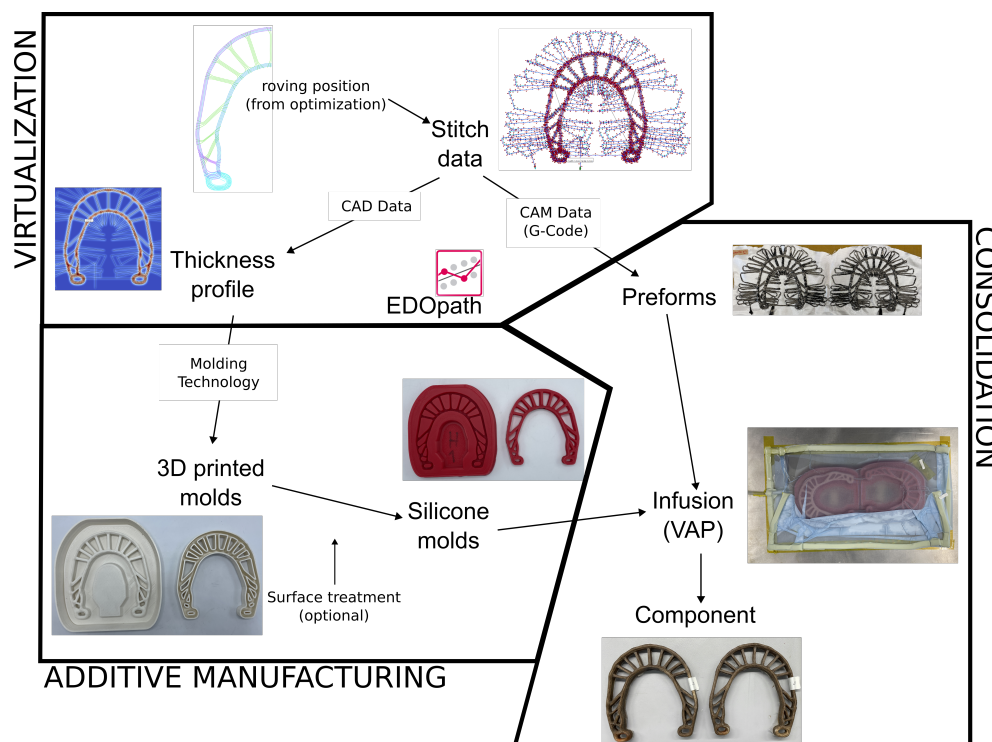 VIRTUALIZATION
roving position
(from optimization)
Stitch
data
CAD Data
CAM Data
(G-Code)
Thickness
profile
EDOpath
Preforms
CONSOLIDATION
Molding
Technology
3D printed
molds
Silicone
molds
Infusion
(VAP)
Surface treatment
(optional)
Component
ADDITIVE MANUFACTURING